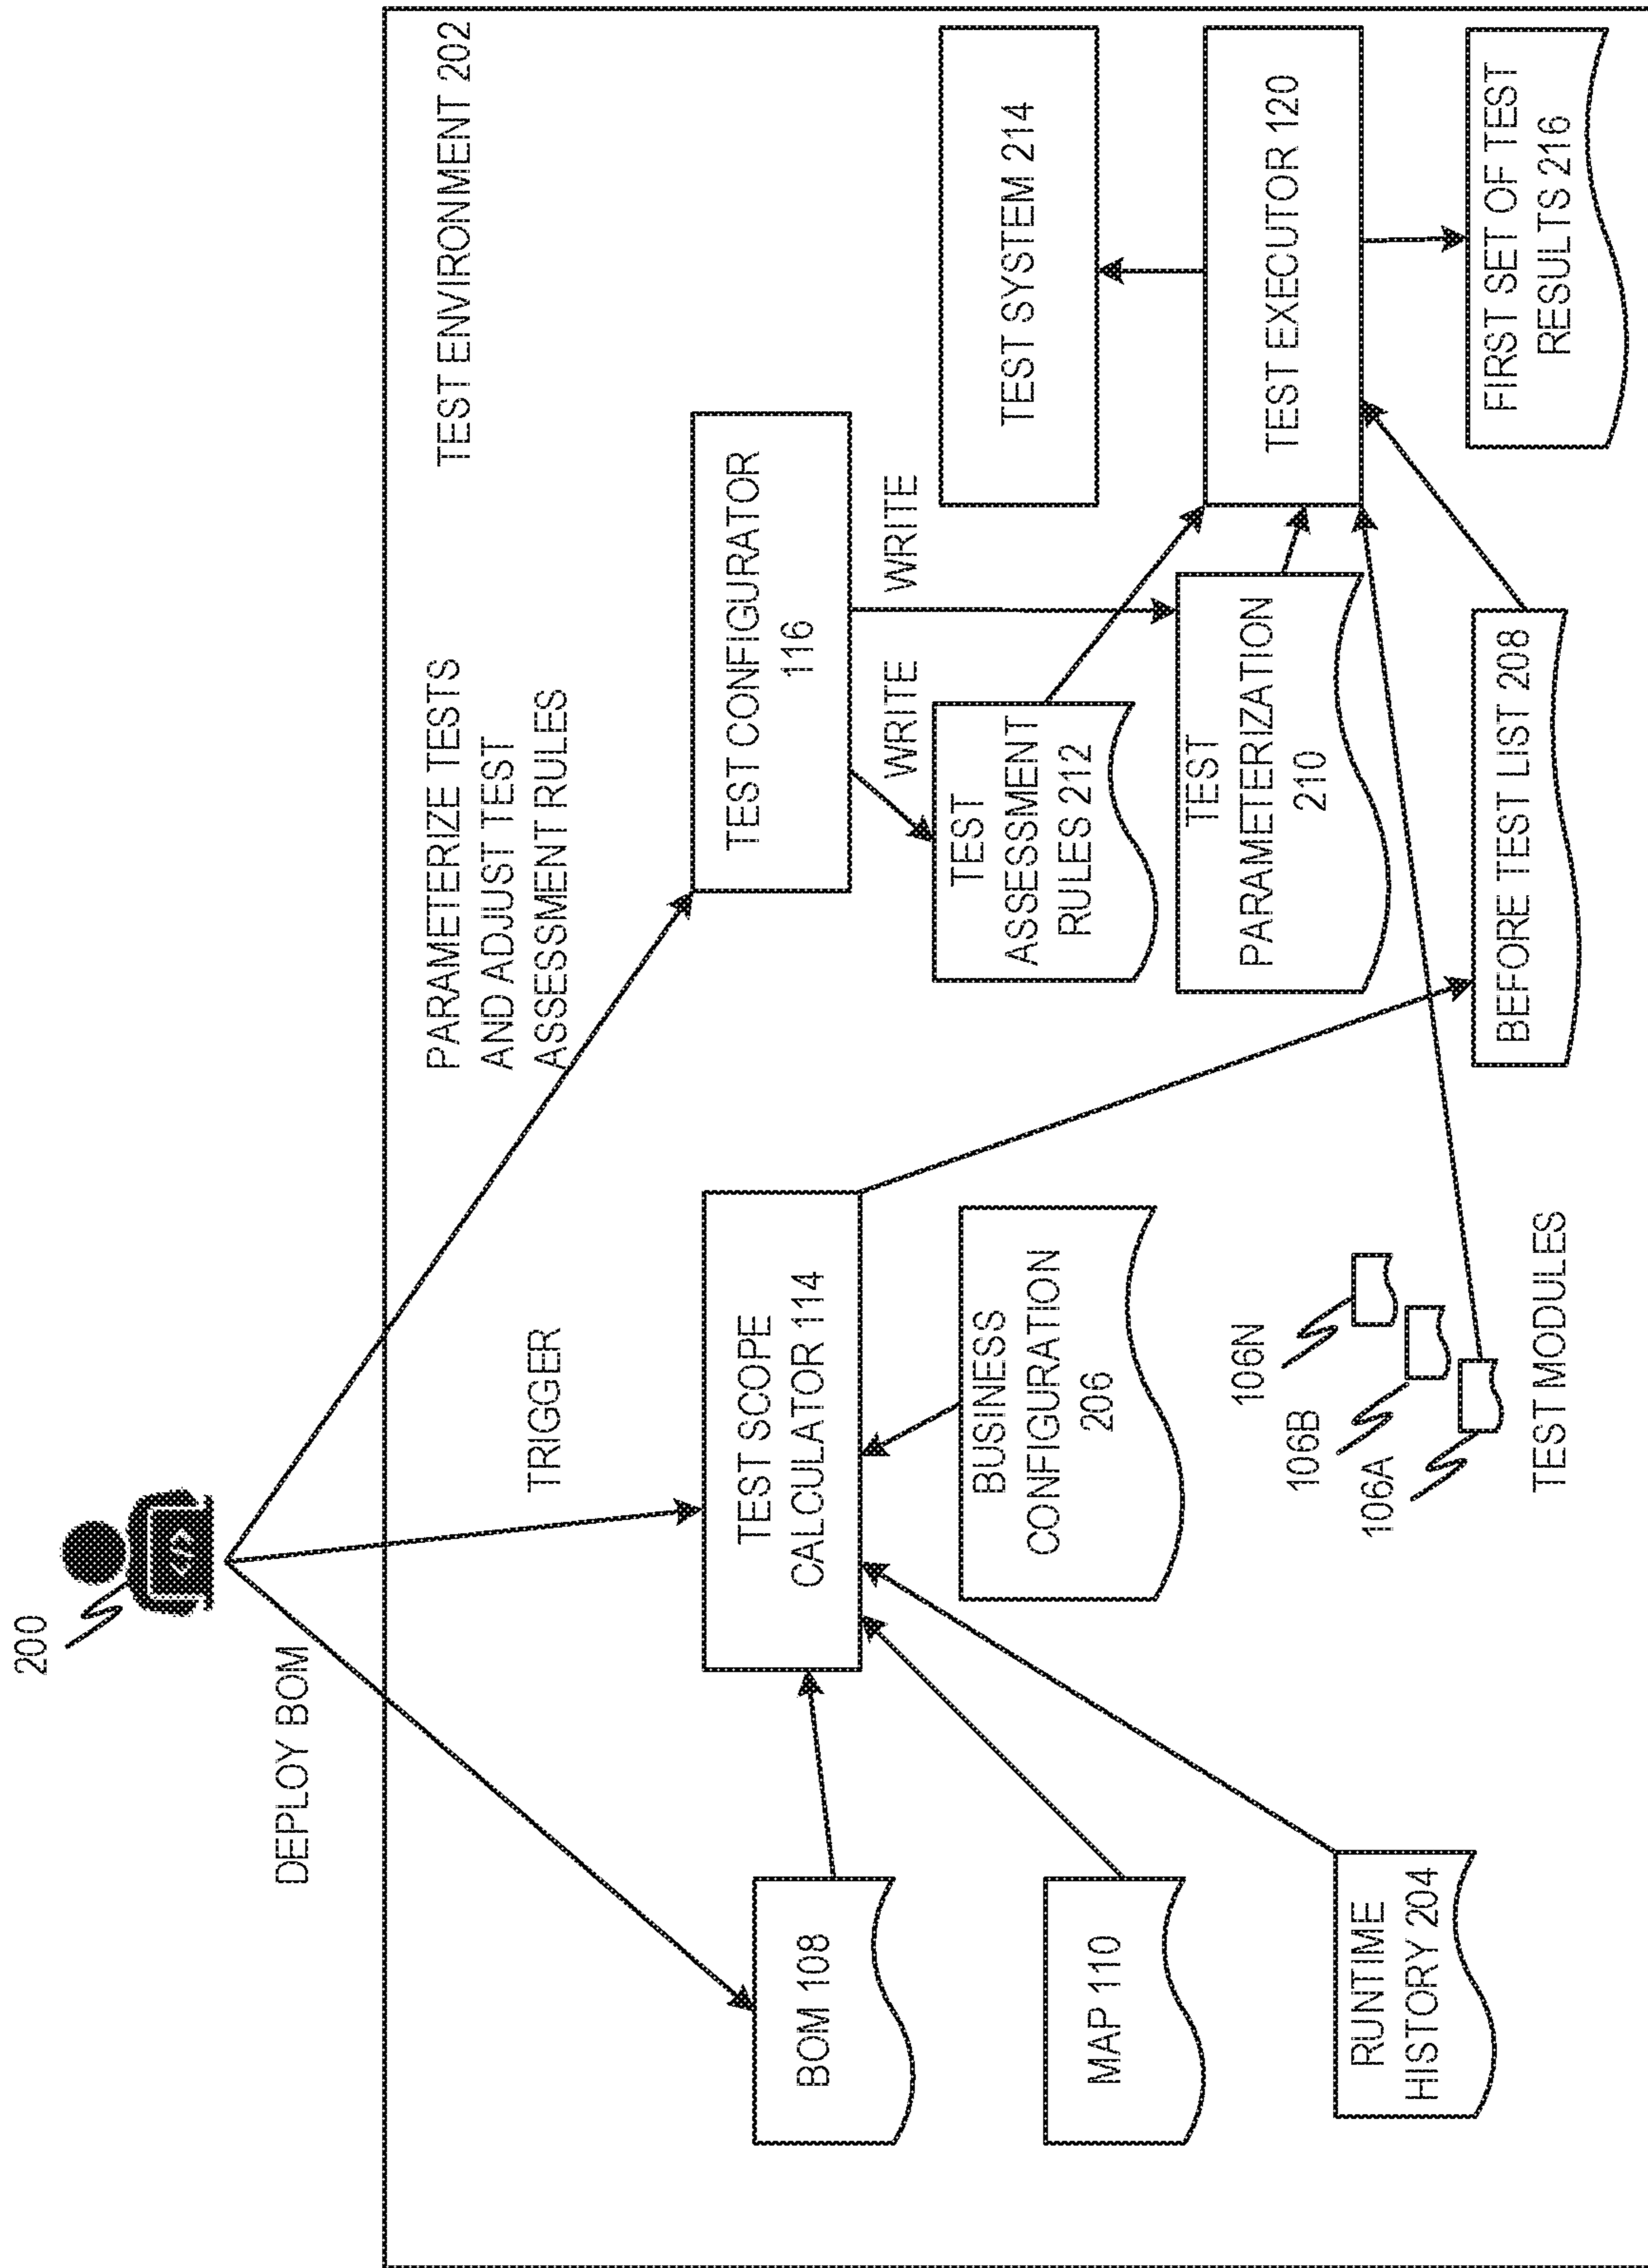 200
DEPLOY BOM
TRIGGER
PARAMETERIZE TESTS
AND ADJUST TEST
ASSESSMENT RULES
TEST ENVIRONMENT 202
BOM 108
MAP 110
RUNTIME
HISTORY 204
TEST SCOPE
CALCULATOR 114
BUSINESS
CONFIGURATION
206
106N
106B
106A
TEST MODULES
TEST CONFIGURATOR
116
WRITE
WRITE
TEST
ASSESSMENT
RULES 212
TEST
PARAMETERIZATION
210
BEFORE TEST LIST 208
TEST SYSTEM 214
TEST EXECUTOR 120
FIRST SET OF TEST
RESULTS 216